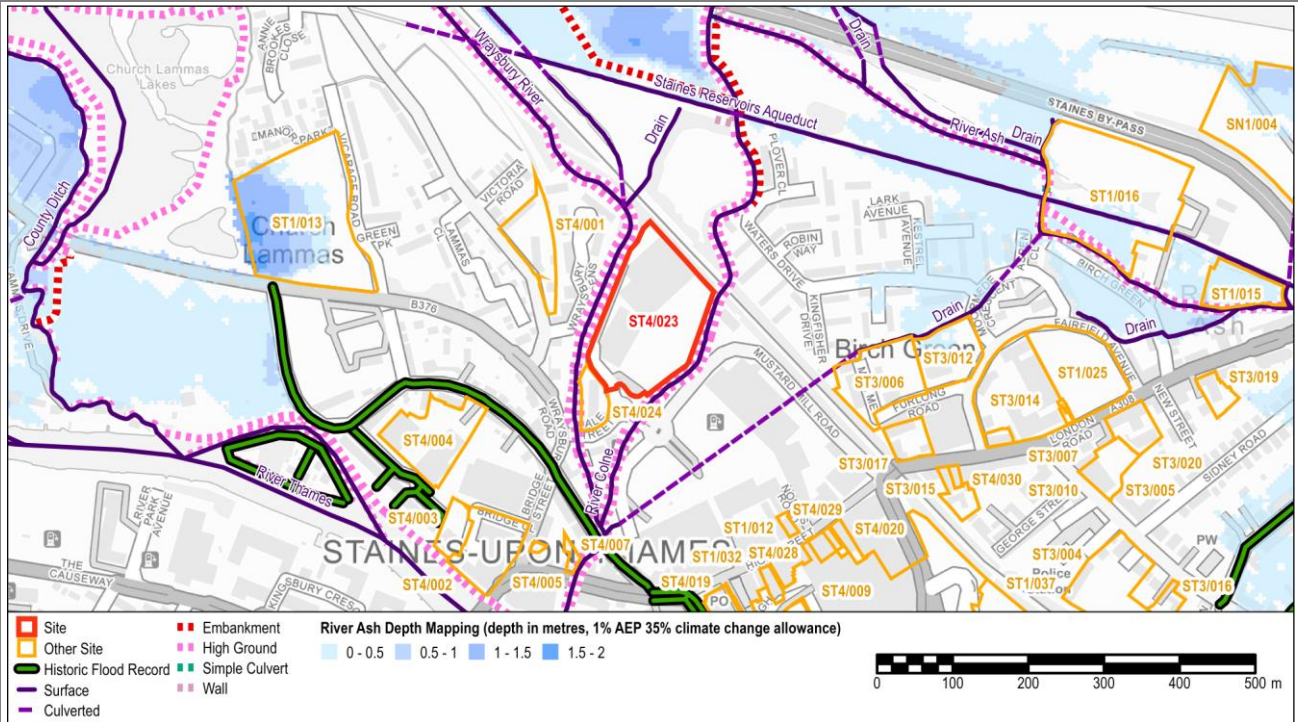 ANNIE
BROOKES
CLOSE
Church Lammas
Lakes
Wraysbury River
Drain
Drain
Staines Reservoirs Aqueduct
River Ash
Drain
STAINES BY-PASS
SN1/004
MANOR PARK
VICARAGE ROAD
VICTORIA
ROAD
Drain
PLOVER CL
LARK
AVENUE
KESTREL
AVENUE
ST1/016
County Ditch
ST1/013
Church
Lammas
GREEN
PK
LAMMAS
CL
ST4/001
WRAYSBURY
ROBIN
WAY
WATERS DRIVE
BIRCH GREEN
ST1/015
ST4/023
KINGFISHER
DRIVE
Drain
Drain
B376
Birch Green
CRESCENT
FAIRFIELD AVENUE
ST3/012
ST3/006
ST1/025
ST3/019
MUSTARD MILL ROAD
FURLONG
ROAD
ST3/014
NEW STREET
ST4/024
WRAYSBURY
ROAD
LONDON
ROAD
A308
ST4/004
ST3/007
ST3/020
SIDNEY ROAD
ST3/017
River Thames
River Colne
ST4/030
ST3/015
ST3/010
ST3/005
RIVER
PARK
AVENUE
BRIDGE
STREET
ST4/003
BRIDGE
GEORGE STREET
ST4/029
ST1/012
ST4/020
STAINES-UPON-THAMES
ST4/007
ST1/032
ST4/028
ST3/004
PW
THE
CAUSEWAY
ST4/002
ST4/005
ST4/019
ST4/009
Police
Station
ST1/037
ST3/016
PO
Site
Other Site
Historic Flood Record
Surface
Culverted
Embankment
High Ground
Simple Culvert
Wall
River Ash Depth Mapping (depth in metres, 1% AEP 35% climate change allowance)
0 - 0.5
0.5 - 1
1 - 1.5
1.5 - 2
0
100
200
300
400
500 m